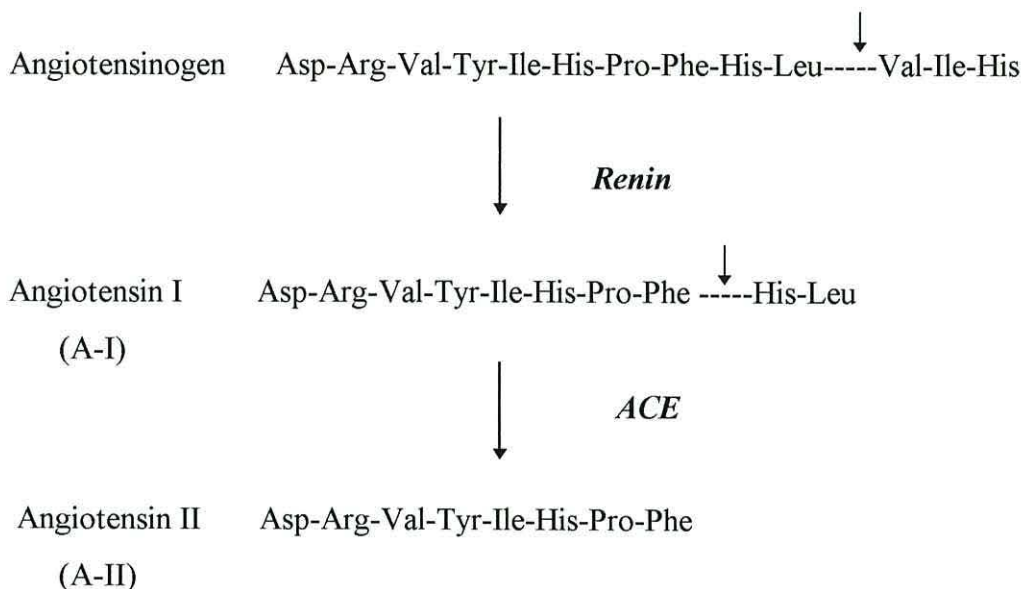 Angiotensinogen Asp-Arg-Val-Tyr-Ile-His-Pro-Phe-His-Leu-----Val-Ile-His
Renin
Angiotensin I Asp-Arg-Val-Tyr-Ile-His-Pro-Phe -----His-Leu
(A-I)
ACE
Angiotensin II Asp-Arg-Val-Tyr-Ile-His-Pro-Phe
(A-II)